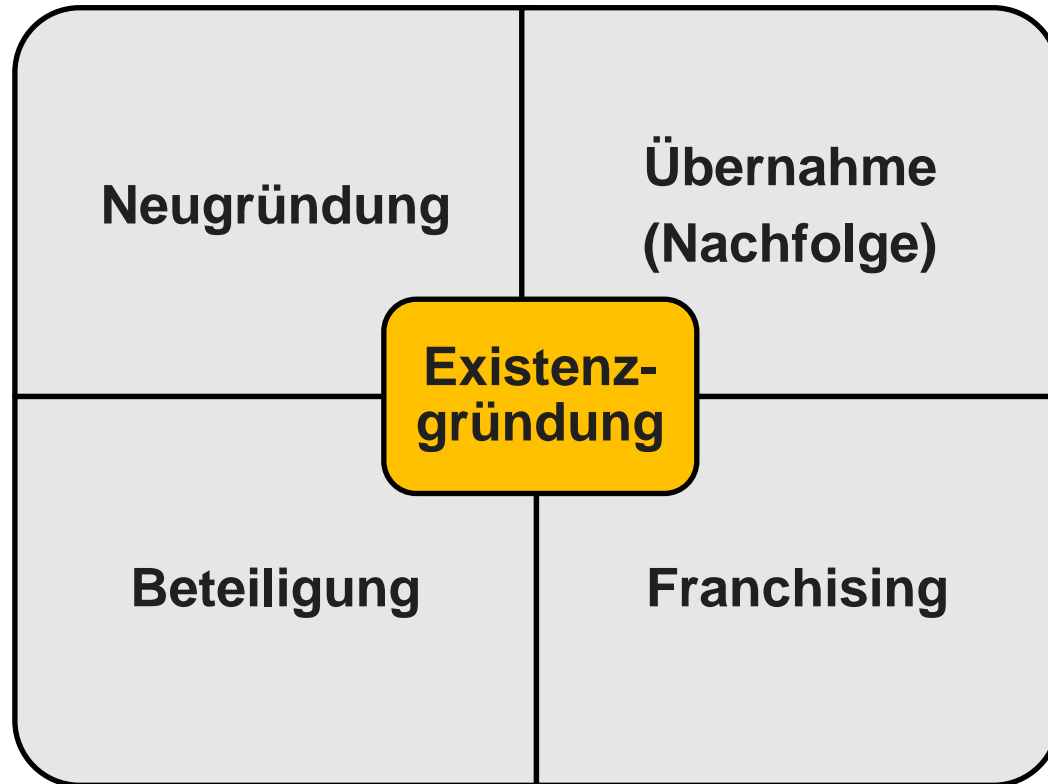 Neugründung
Übernahme
(Nachfolge)
Existenz-
gründung
Beteiligung
Franchising